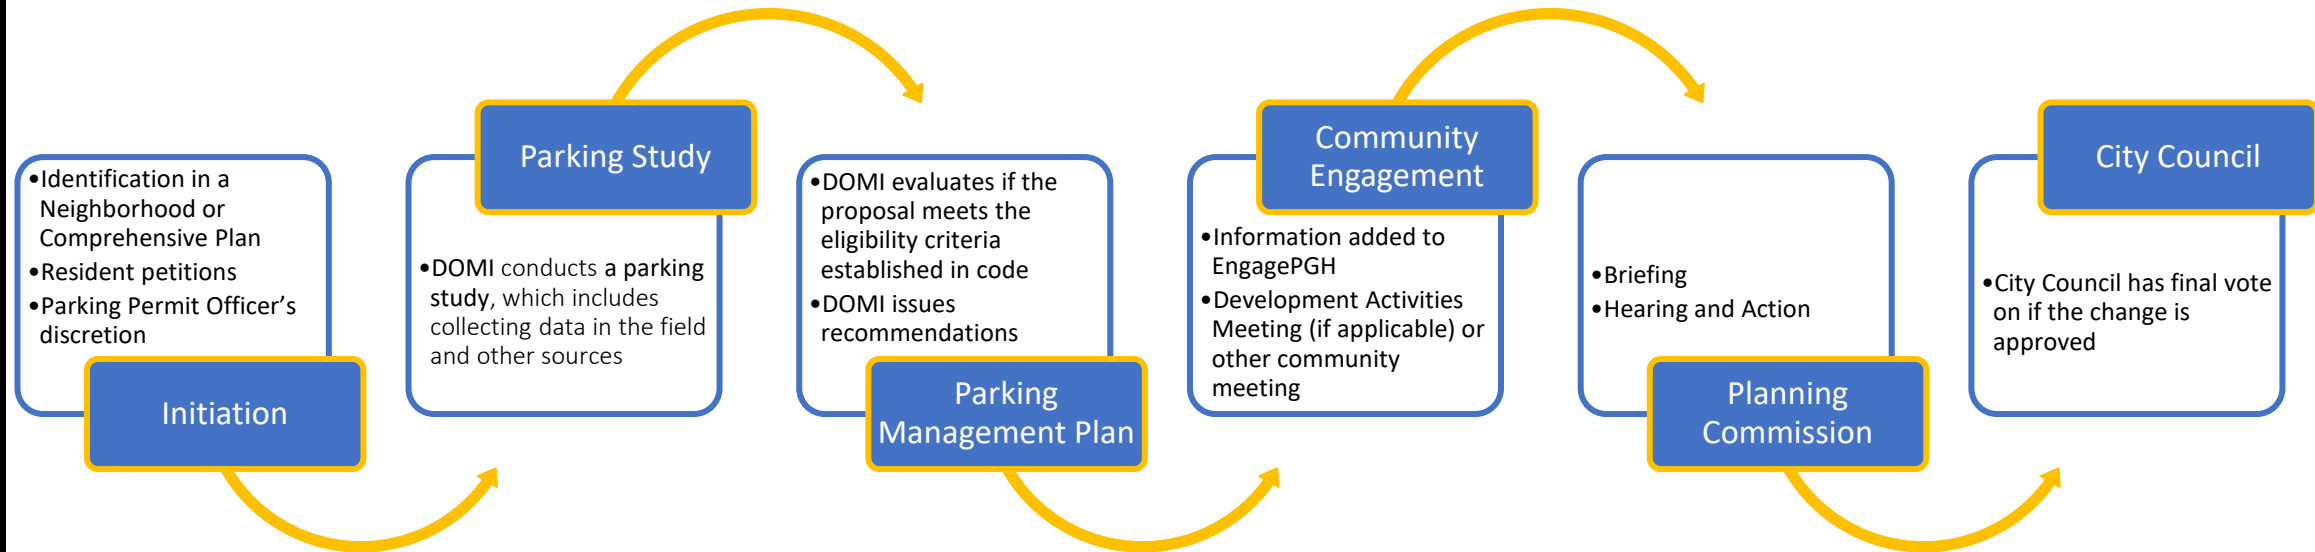 •Identification in a
Neighborhood or
Comprehensive Plan
•Resident petitions
•Parking Permit Officer's
discretion
Initiation
Parking Study
•DOMI conducts a parking
study, which includes
collecting data in the field
and other sources
•DOMI evaluates if the
proposal meets the
eligibility criteria
established in code
•DOMI issues
recommendations
Parking
Management Plan
Community
Engagement
•Information added to
EngagePGH
•Development Activities
Meeting (if applicable) or
other community
meeting
•Briefing
•Hearing and Action
Planning
Commission
City Council
•City Council has final vote
on if the change is
approved